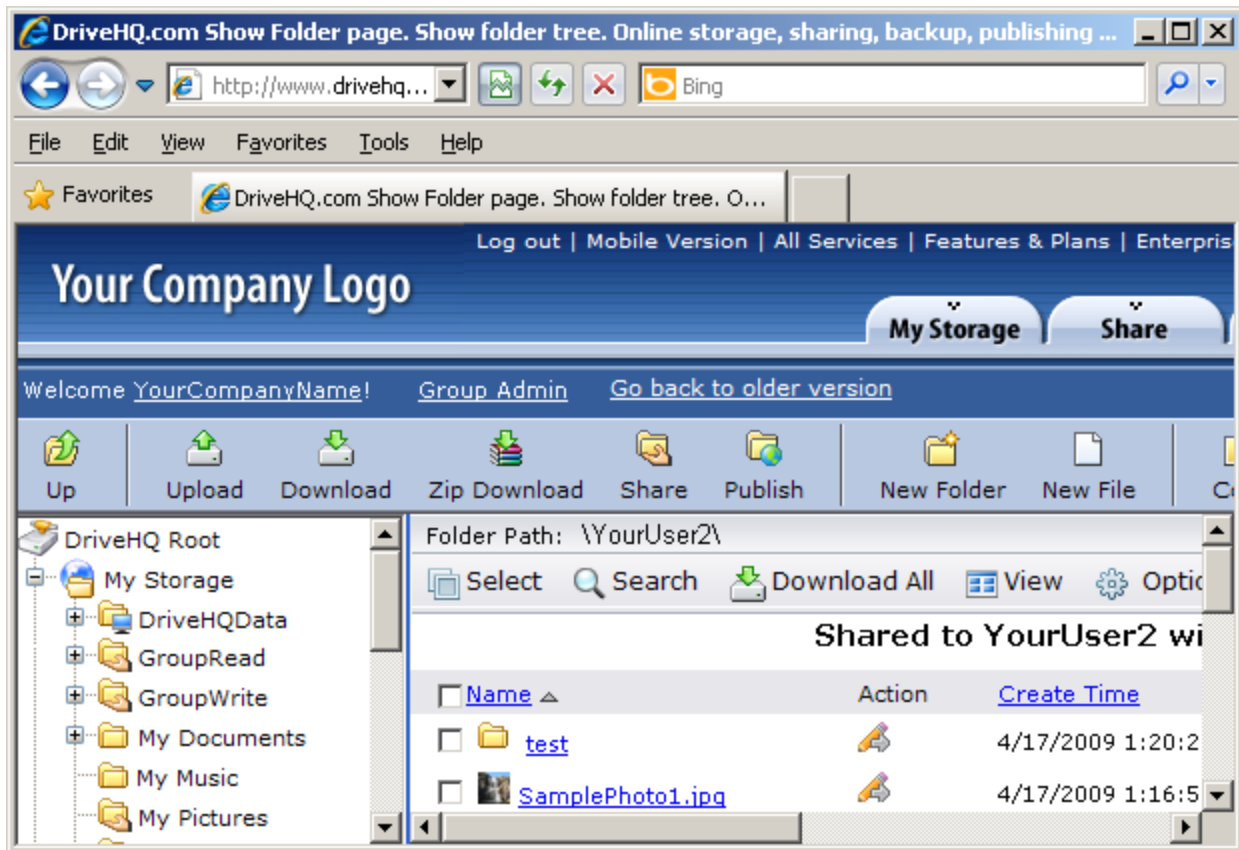 DriveHQ.com Show Folder page. Show folder tree. Online storage, sharing, backup, publishing ...
http://www.drivehq... Bing
File Edit View Favorites Tools Help
Favorites DriveHQ.com Show Folder page. Show folder tree. O...
Log out | Mobile Version | All Services | Features & Plans | Enterpris
Your Company Logo
My Storage Share
Welcome YourCompanyName! Group Admin Go back to older version
Up Upload Download Zip Download Share Publish New Folder New File
DriveHQ Root
My Storage
DriveHQData
GroupRead
GroupWrite
My Documents
My Music
My Pictures
Folder Path: \YourUser2\
Select Search Download All View Optio
Shared to YourUser2 wi
Name Action Create Time
test 4/17/2009 1:20:2
SamplePhoto1.jpg 4/17/2009 1:16:5